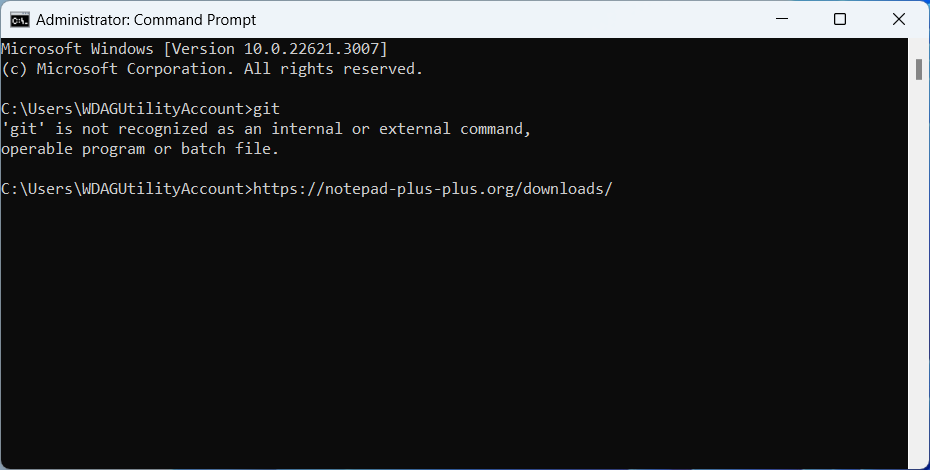 Administrator: Command Prompt
Microsoft Windows [Version 10.0.22621.3007]
(c) Microsoft Corporation. All rights reserved.
C:\Users\WDAGUtilityAccount>git
'git' is not recognized as an internal or external command,
operable program or batch file.
C:\Users\WDAGUtilityAccount>https://notepad-plus-plus.org/downloads/